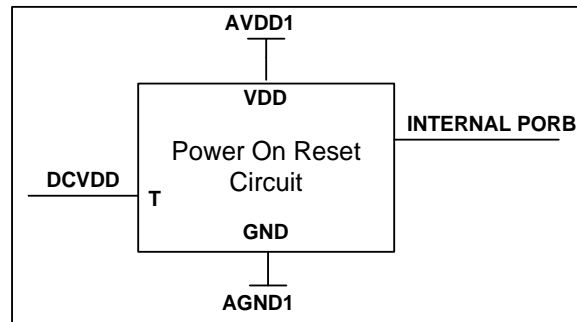 AVDD1
VDD
INTERNAL PORB
Power On Reset
Circuit
DCVDD
T
GND
AGND1